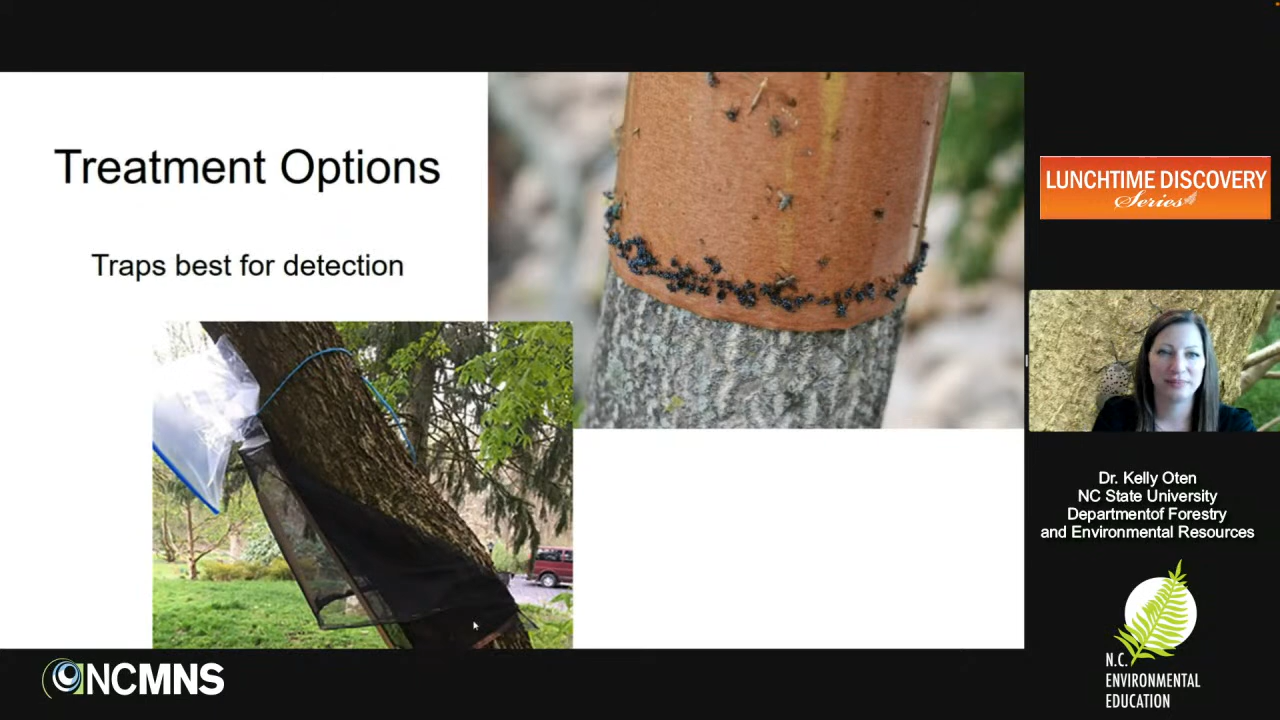 Treatment Options
Traps best for detection
LUNCHTIME DISCOVERY
Series
Dr. Kelly Oten
NC State University
Departmentof Forestry
and Environmental Resources
NCMNS
N.C.
ENVIRONMENTAL
EDUCATION